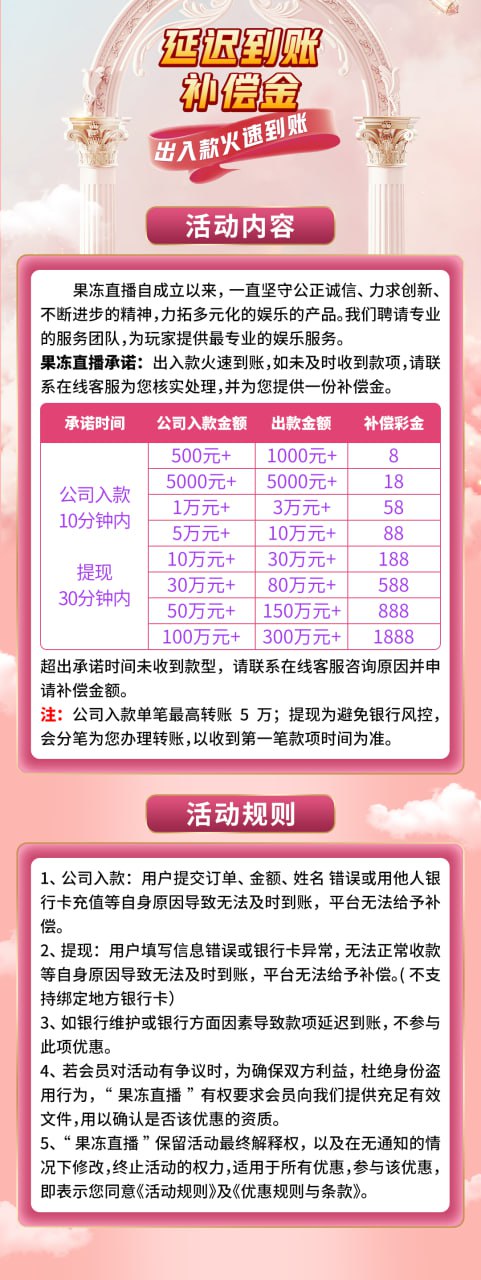 延迟到账
补偿金
出入款火速到账
活动内容
果冻直播自成立以来，一直坚守公正诚信、力求创新、
不断进步的精神，力拓多元化的娱乐的产品。我们聘请专业
的服务团队，为玩家提供最专业的娱乐服务。
果冻直播承诺：出入款火速到账，如未及时收到款项，请联
系在线客服为您核实处理，并为您提供一份补偿金。
承诺时间 公司入款金额 出款金额 补偿彩金
公司入款
10分钟内
提现
30分钟内
500元+ 1000元+ 8
5000元+ 5000元+ 18
1万元+ 3万元+ 58
5万元+ 10万元+ 88
10万元+ 30万元+ 188
30万元+ 80万元+ 588
50万元+ 150万元+ 888
100万元+ 300万元+ 1888
超出承诺时间未收到款型，请联系在线客服咨询原因并申
请补偿金额。
注：公司入款单笔最高转账 5 万；提现为避免银行风控，
会分笔为您办理转账，以收到第一笔款项时间为准。
活动规则
1、公司入款：用户提交订单、金额、姓名 错误或用他人银
行卡充值等自身原因导致无法及时到账，平台无法给予补
偿。
2、提现：用户填写信息错误或银行卡异常，无法正常收款
等自身原因导致无法及时到账，平台无法给予补偿。( 不支
持绑定地方银行卡）
3、如银行维护或银行方面因素导致款项延迟到账，不参与
此项优惠。
4、若会员对活动有争议时，为确保双方利益，杜绝身份盗
用行为，“ 果冻直播 ” 有权要求会员向我们提供充足有效
文件，用以确认是否该优惠的资质。
5、“ 果冻直播 ” 保留活动最终解释权，以及在无通知的情
况下修改，终止活动的权力，适用于所有优惠，参与该优惠，
即表示您同意《活动规则》及《优惠规则与条款》。